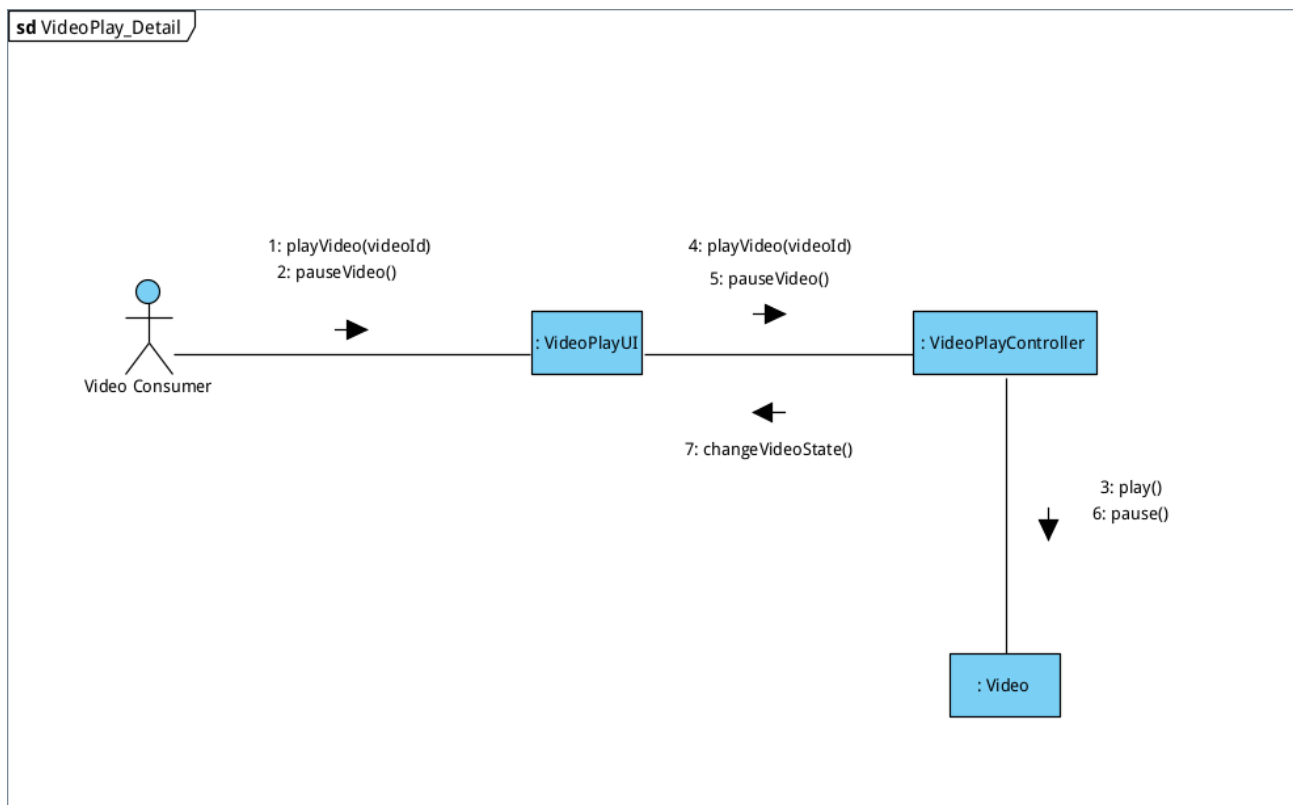 sd VideoPlay_Detail
1: playVideo(videoId)
2: pauseVideo()
4: playVideo(videoId)
5: pauseVideo()
: VideoPlayUI
: VideoPlayController
Video Consumer
7: changeVideoState()
3: play()
6: pause()
: Video